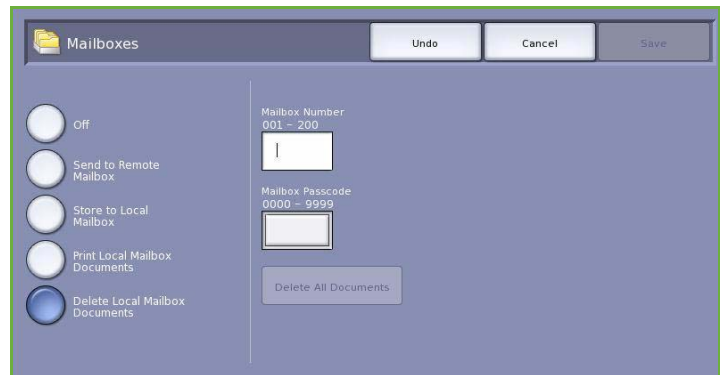 Mailboxes
Undo
Cancel
Save
Off
Send to Remote
Mailbox
Store to Local
Mailbox
Print Local Mailbox
Documents
Delete Local Mailbox
Documents
Mailbox Number
001 - 200
Mailbox Passcode
0000 - 9999
Delete All Documents